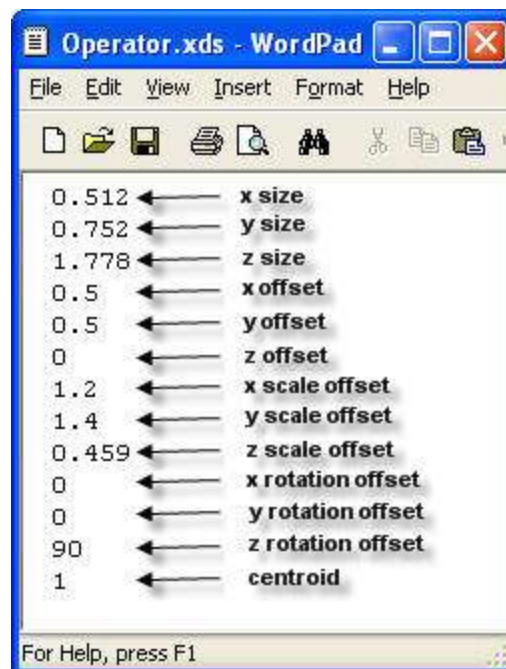 Operator.xds - WordPad
File Edit View Insert Format Help
0.512 x size
0.752 y size
1.778 z size
0.5 x offset
0.5 y offset
0 z offset
1.2 x scale offset
1.4 y scale offset
0.459 z scale offset
0 x rotation offset
0 y rotation offset
90 z rotation offset
1 centroid
For Help, press F1